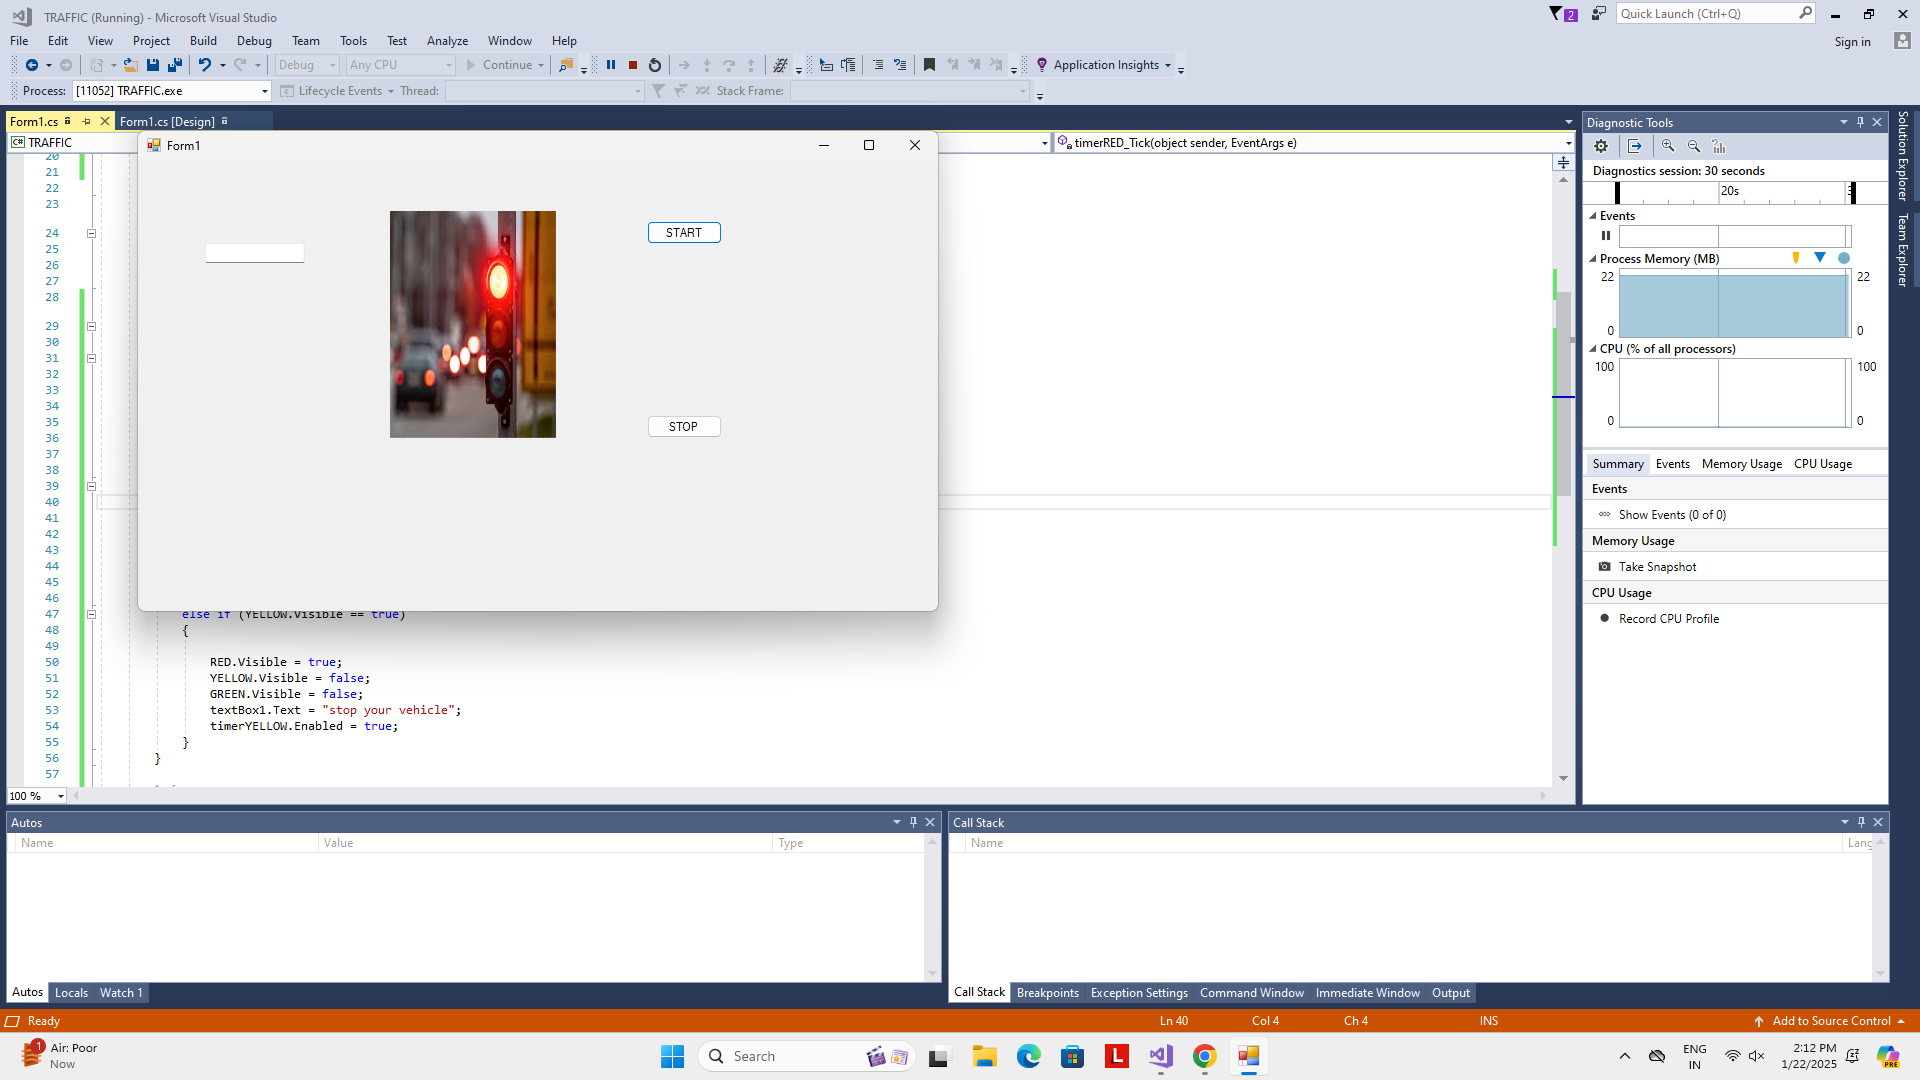 TRAFFIC (Running) - Microsoft Visual Studio
2
Quick Launch (Ctrl+Q)
File Edit View Project Build Debug Team Tools Test Analyze Window Help
Sign in
Debug Any CPU Continue Application Insights
Process: [11052] TRAFFIC.exe Lifecycle Events Thread: Stack Frame:
Form1.cs Form1.cs [Design]
C# TRAFFIC
timerRED_Tick(object sender, EventArgs e)
Form1
START
STOP
20
21
22
23
24
25
26
27
28
29
30
31
32
33
34
35
36
37
38
39
40
41
42
43
44
45
46
47 else if (YELLOW.Visible == true)
48 {
49
50 RED.Visible = true;
51 YELLOW.Visible = false;
52 GREEN.Visible = false;
53 textBox1.Text = "stop your vehicle";
54 timerYELLOW.Enabled = true;
55 }
56 }
57
100 %
Diagnostic Tools
Diagnostics session: 30 seconds
20s
Events
Process Memory (MB)
22 22
0 0
CPU (% of all processors)
100 100
0 0
Summary Events Memory Usage CPU Usage
Events
Show Events (0 of 0)
Memory Usage
Take Snapshot
CPU Usage
Record CPU Profile
Solution Explorer
Team Explorer
Autos
Name Value Type
Autos Locals Watch 1
Call Stack
Name Lang
Call Stack Breakpoints Exception Settings Command Window Immediate Window Output
Ready
Ln 40 Col 4 Ch 4 INS
Add to Source Control
1
Air: Poor
Now
Search
L
ENG
IN
2:12 PM
1/22/2025
PRE